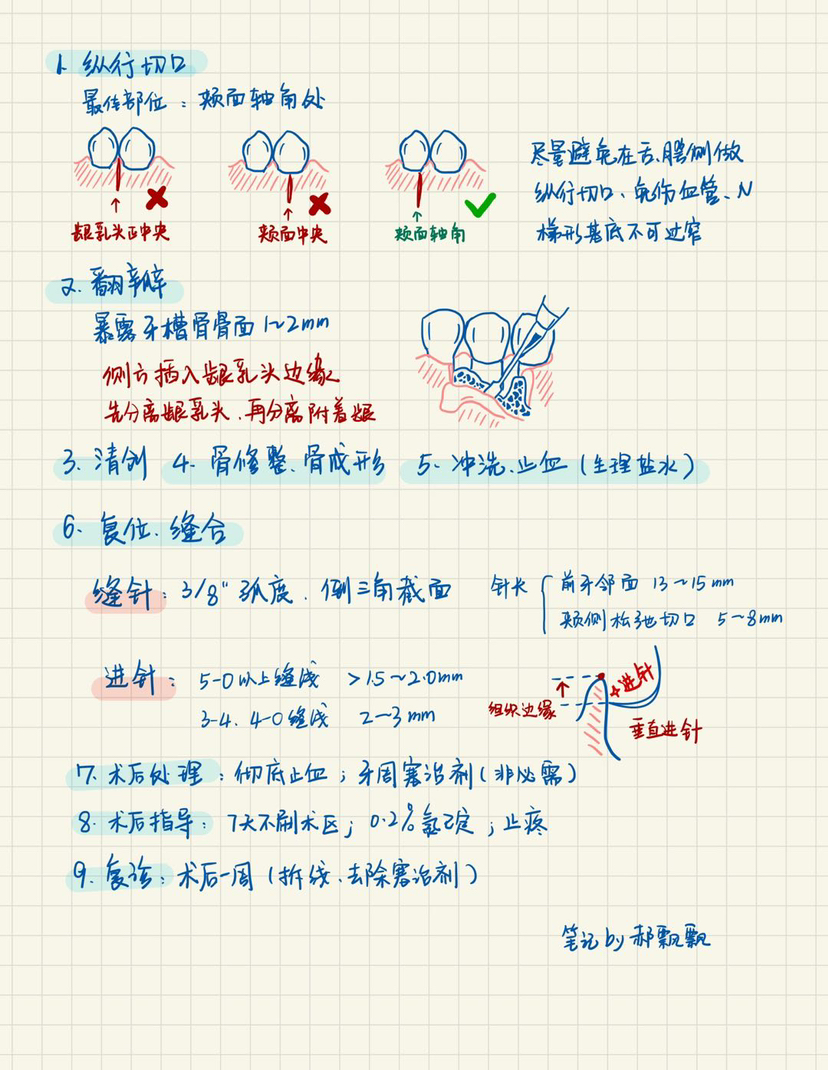 1. 纵行切口
最佳部位：颊面轴角处
龈乳头正中央
颊面中央
颊面轴角
尽量避免在舌、腭侧做
纵行切口、免伤血管、N
梯形基底不可过窄
2. 翻瓣
暴露牙槽骨骨面 1~2mm
侧方插入龈乳头边缘
先分离龈乳头、再分离附着龈
3. 清创 4. 骨修整、骨成形 5. 冲洗、止血（生理盐水）
6. 复位、缝合
缝针：3/8" 弧度、倒三角截面
针长
前牙邻面 13~15mm
颊侧松弛切口 5~8mm
进针：5-0以上缝线 >1.5~2.0mm
3-4、4-0缝线 2~3mm
组织边缘
进针
垂直进针
7. 术后处理：彻底止血；牙周塞治剂（非必需）
8. 术后指导：7天不刷术区；0.2%氯己定；止疼
9. 复诊：术后一周（拆线、去除塞治剂）
笔记by郝飘飘